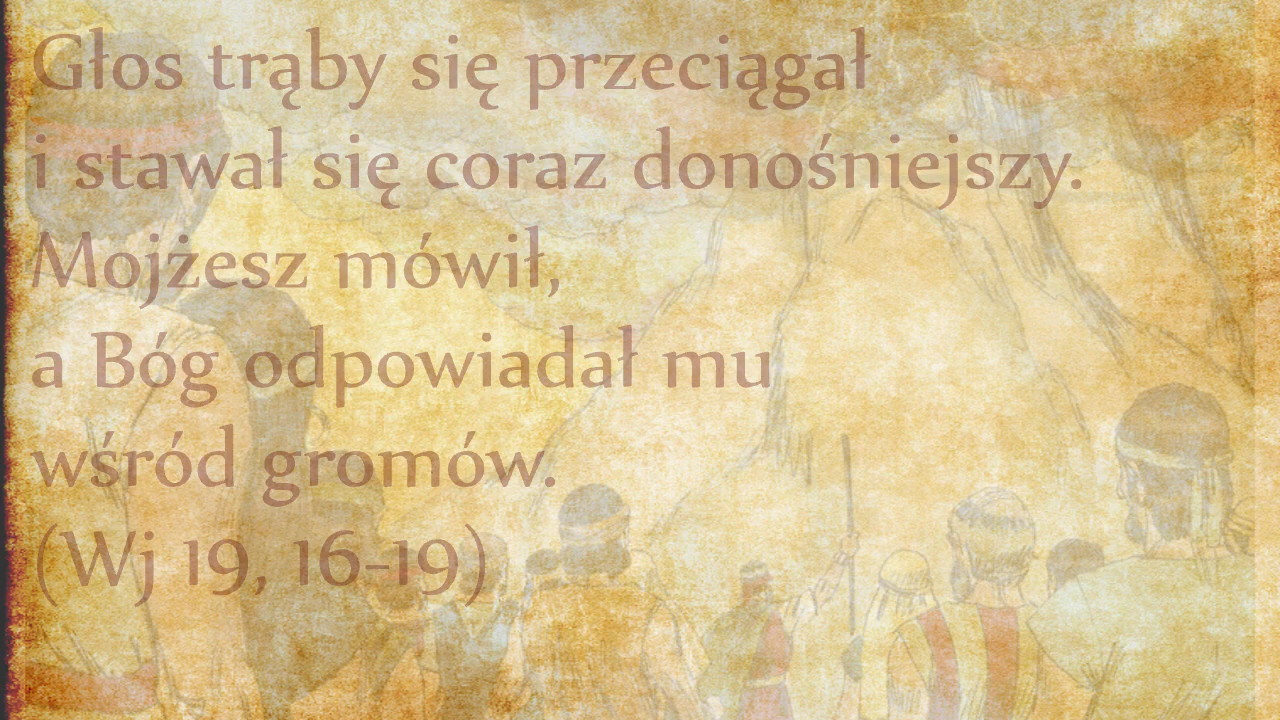 Głos trąby się przeciągał
i stawał się coraz donośniejszy.
Mojżesz mówił,
a Bóg odpowiadał mu
wśród gromów.
(Wj 19, 16-19)